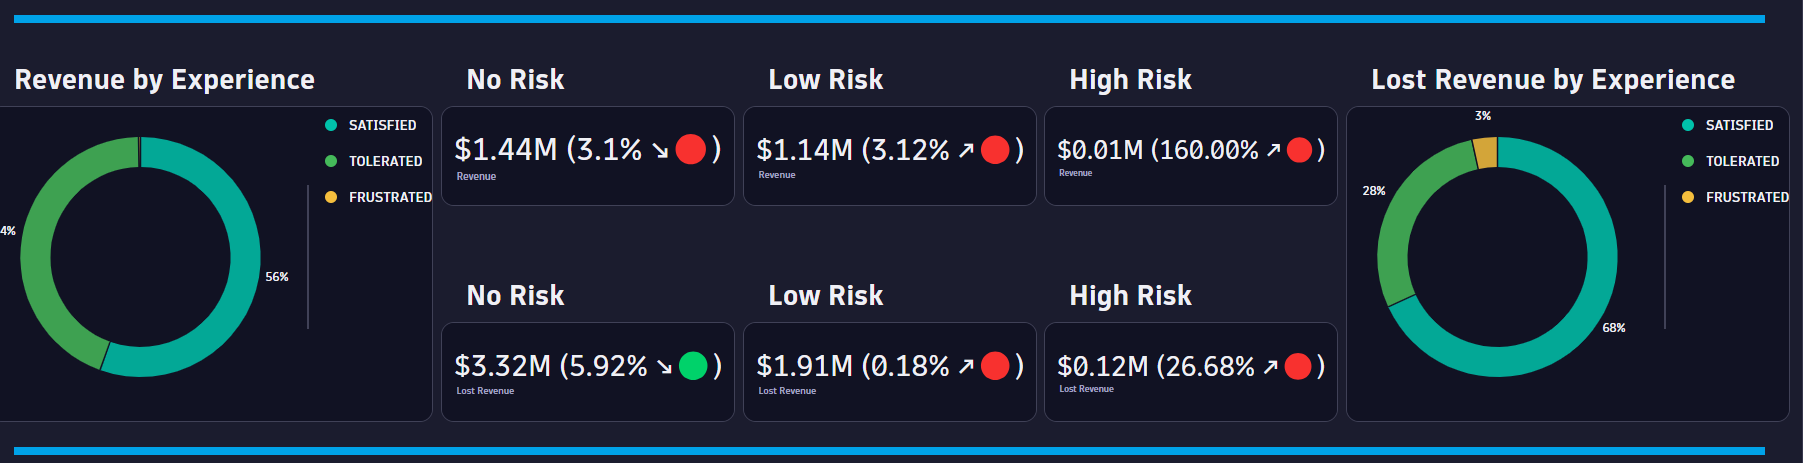 Revenue by Experience
SATISFIED
TOLERATED
FRUSTRATED
4%
56%
No Risk
$1.44M (3.1% ↘ 🔴 )
Revenue
Low Risk
$1.14M (3.12% ↗ 🔴 )
Revenue
High Risk
$0.01M (160.00% ↗ 🔴 )
Revenue
No Risk
$3.32M (5.92% ↘ 🟢 )
Lost Revenue
Low Risk
$1.91M (0.18% ↗ 🔴 )
Lost Revenue
High Risk
$0.12M (26.68% ↗ 🔴 )
Lost Revenue
Lost Revenue by Experience
3%
SATISFIED
TOLERATED
FRUSTRATED
28%
68%